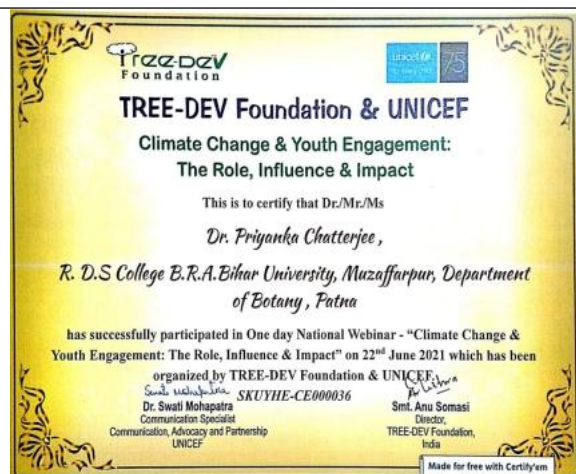 TREE-DEV
Foundation
unicef
75
TREE-DEV Foundation & UNICEF
Climate Change & Youth Engagement:
The Role, Influence & Impact
This is to certify that Dr./Mr./Ms
Dr. Priyanka Chatterjee ,
R. D.S College B.R.A.Bihar University, Muzaffarpur, Department
of Botany , Patna
has successfully participated in One day National Webinar - “Climate Change &
Youth Engagement: The Role, Influence & Impact” on 22nd June 2021 which has been
organized by TREE-DEV Foundation & UNICEF.
Swati Mohapatra
SKUYHE-CE000036
Dr. Swati Mohapatra
Communication Specialist
Communication, Advocacy and Partnership
UNICEF
Smt. Anu Somasi
Director,
TREE-DEV Foundation,
India
Made for free with Certify'em